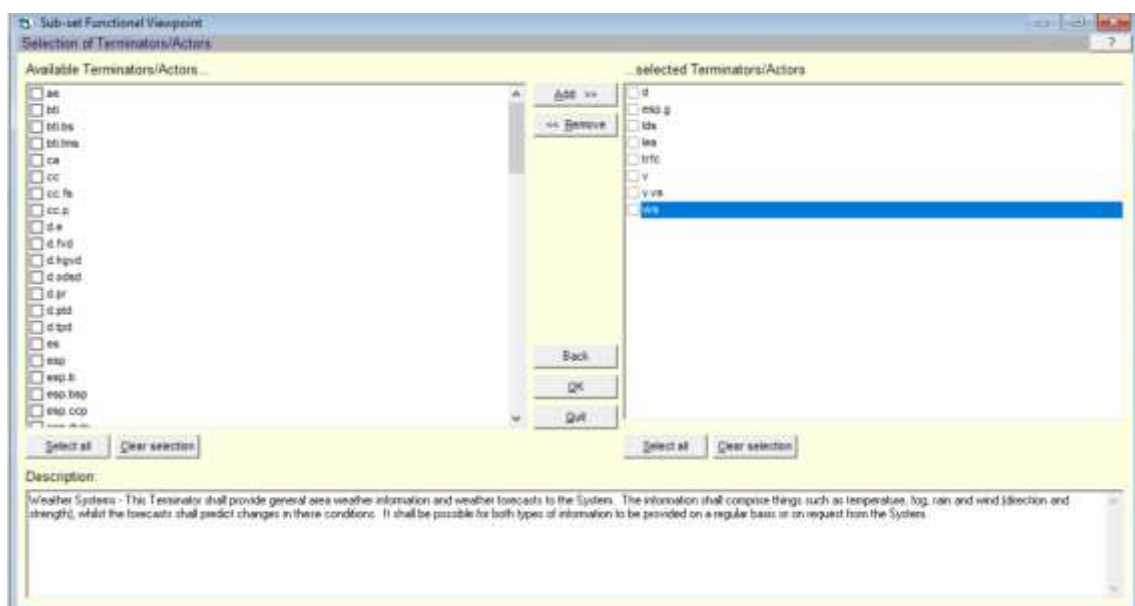 Sub-set Functional Viewpoint
Selection of Terminators/Actors
?
Available Terminators/Actors...
...selected Terminators/Actors
ae
bti
bti.bs
bti.tms
ca
cc
cc.fs
cc.p
d.e
d.fvd
d.hgvd
d.oded
d.pr
d.ptd
d.tpd
es
esp
esp.b
esp.bsp
esp.ccp
Add >>
<< Remove
Back
OK
Quit
d
lds
lea
trfc
v
v.va
ws
Select all
Clear selection
Select all
Clear selection
Description:
Weather Systems - This Terminator shall provide general area weather information and weather forecasts to the System. The information shall comprise things such as temperature, fog, rain and wind (direction and
strength), whilst the forecasts shall predict changes in these conditions. It shall be possible for both types of information to be provided on a regular basis or on request from the System.